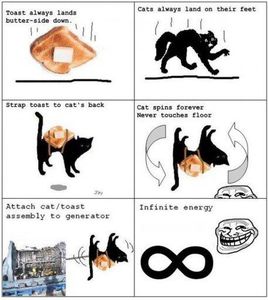 Toast always lands
butter-side down.
Cats always land on their feet
Strap toast to cat's back
Cat spins forever
Never touches floor
Attach cat/toast
assembly to generator
Infinite energy